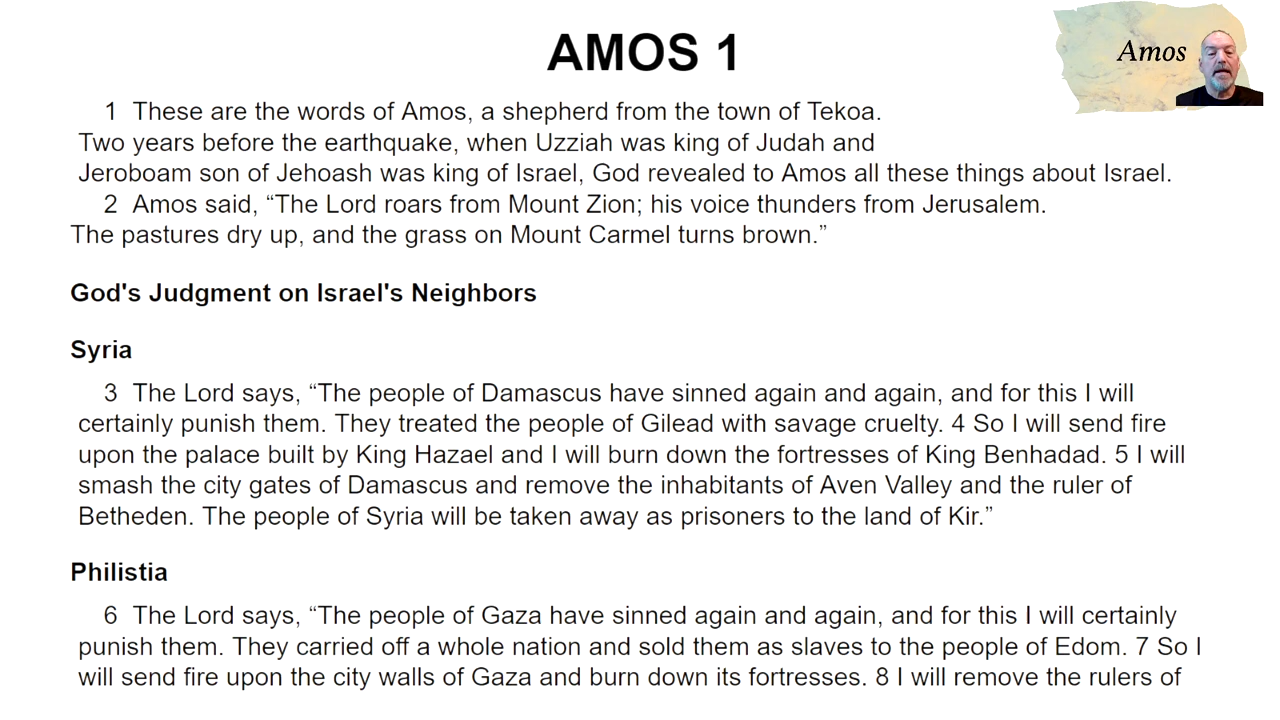 AMOS 1
Amos
1 These are the words of Amos, a shepherd from the town of Tekoa.
Two years before the earthquake, when Uzziah was king of Judah and
Jeroboam son of Jehoash was king of Israel, God revealed to Amos all these things about Israel.
2 Amos said, “The Lord roars from Mount Zion; his voice thunders from Jerusalem.
The pastures dry up, and the grass on Mount Carmel turns brown.”
God's Judgment on Israel's Neighbors
Syria
3 The Lord says, “The people of Damascus have sinned again and again, and for this I will
certainly punish them. They treated the people of Gilead with savage cruelty. 4 So I will send fire
upon the palace built by King Hazael and I will burn down the fortresses of King Benhadad. 5 I will
smash the city gates of Damascus and remove the inhabitants of Aven Valley and the ruler of
Betheden. The people of Syria will be taken away as prisoners to the land of Kir.”
Philistia
6 The Lord says, “The people of Gaza have sinned again and again, and for this I will certainly
punish them. They carried off a whole nation and sold them as slaves to the people of Edom. 7 So I
will send fire upon the city walls of Gaza and burn down its fortresses. 8 I will remove the rulers of